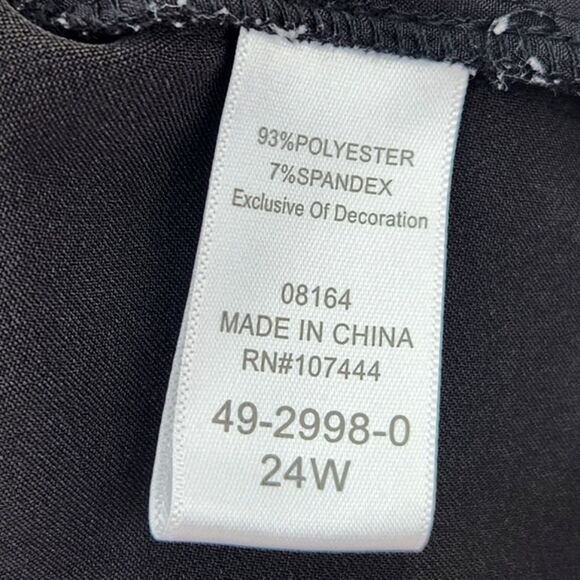 93%POLYESTER
7%SPANDEX
Exclusive Of Decoration
08164
MADE IN CHINA
RN#107444
49-2998-0
24W